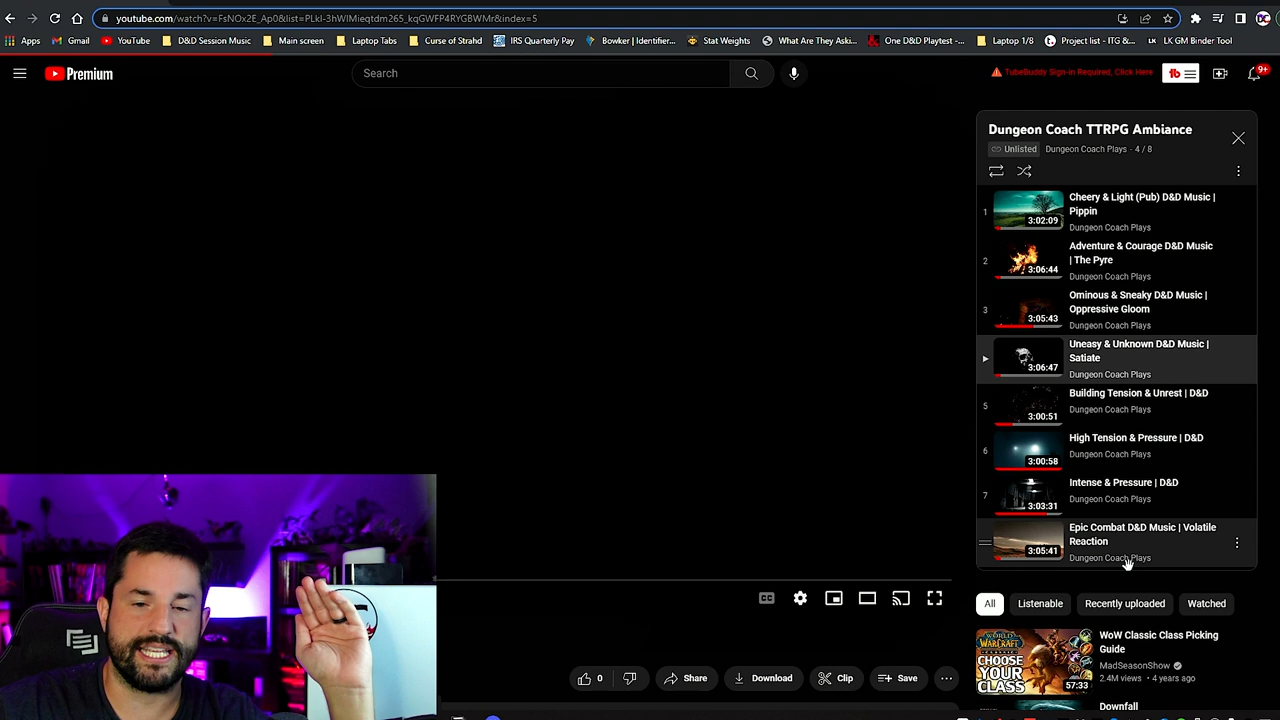 youtube.com/watch?v=FsNOx2E_Ap0&list=PLkI-3hWIMieqtdm265_kqGWFP4RYGBWMr&index=5
Apps Gmail YouTube D&D Session Music Main screen Laptop Tabs Curse of Strahd IRS Quarterly Pay Bowker | Identifier... Stat Weights What Are They Aski... One D&D Playtest -... Laptop 1/8 Project list - ITG &... LK LK GM Binder Tool
Premium
Search
TubeBuddy Sign-in Required, Click Here
tb
9+
Dungeon Coach TTRPG Ambiance
Unlisted Dungeon Coach Plays - 4 / 8
1
3:02:09
Cheery & Light (Pub) D&D Music |
Pippin
Dungeon Coach Plays
2
3:06:44
Adventure & Courage D&D Music
| The Pyre
Dungeon Coach Plays
3
3:05:43
Ominous & Sneaky D&D Music |
Oppressive Gloom
Dungeon Coach Plays
3:06:47
Uneasy & Unknown D&D Music |
Satiate
Dungeon Coach Plays
5
3:00:51
Building Tension & Unrest | D&D
Dungeon Coach Plays
6
3:00:58
High Tension & Pressure | D&D
Dungeon Coach Plays
7
3:03:31
Intense & Pressure | D&D
Dungeon Coach Plays
3:05:41
Epic Combat D&D Music | Volatile
Reaction
Dungeon Coach Plays
CC
All Listenable Recently uploaded Watched
WORLD WARCRAFT
CHOOSE
YOUR
CLASS
57:33
WoW Classic Class Picking
Guide
MadSeasonShow
2.4M views • 4 years ago
0 Share Download Clip Save
Downfall